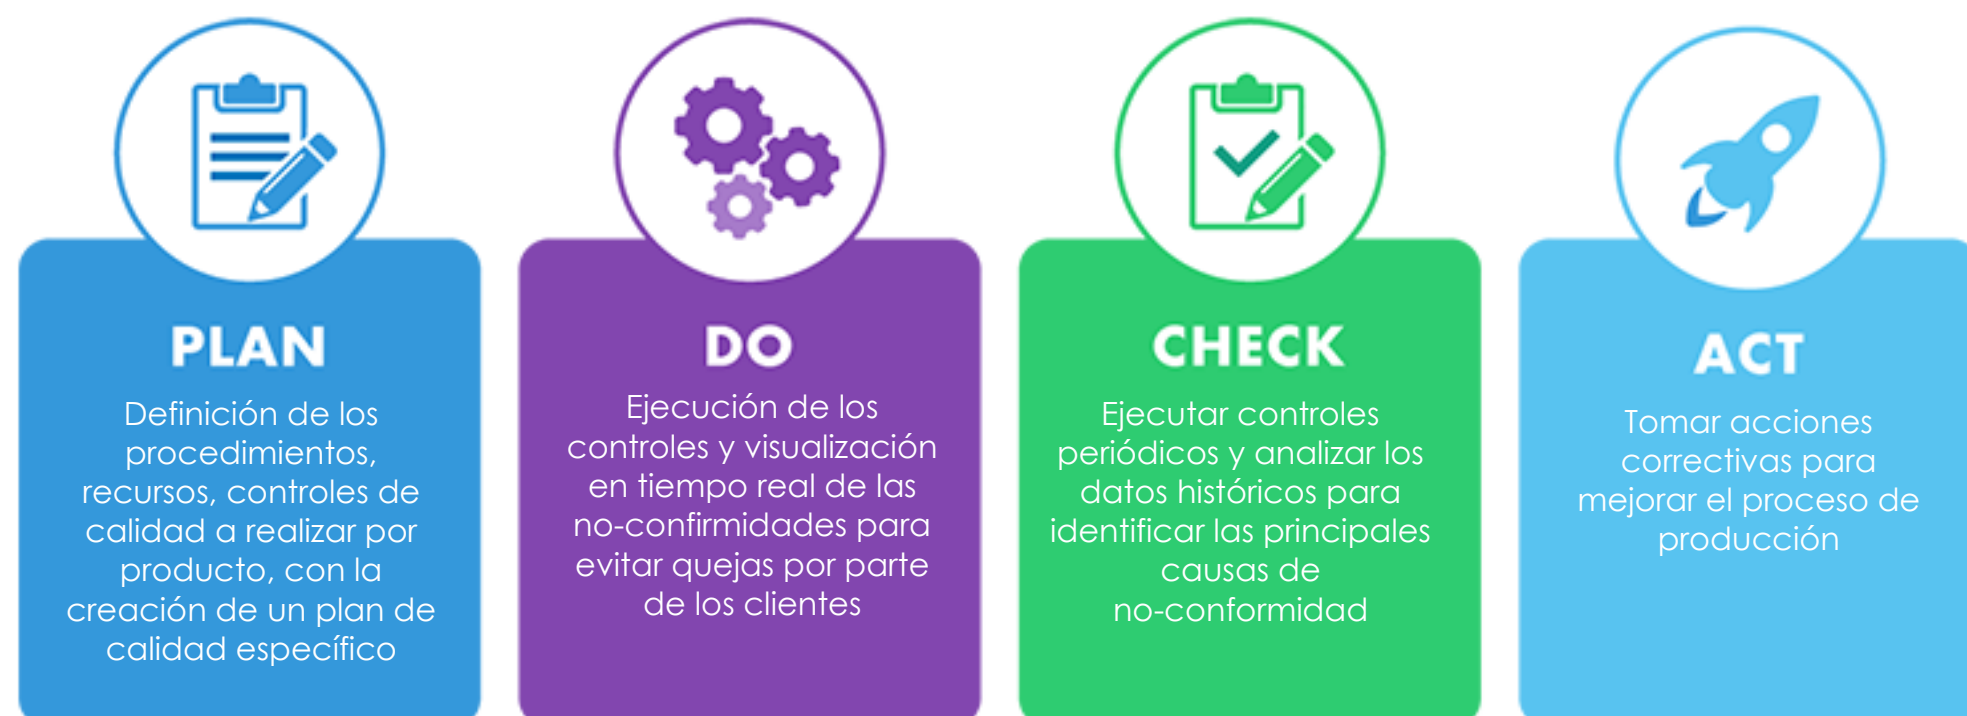 PLAN
Definición de los
procedimientos,
recursos, controles de
calidad a realizar por
producto, con la
creación de un plan de
calidad específico
DO
Ejecución de los
controles y visualización
en tiempo real de las
no-confirmidades para
evitar quejas por parte
de los clientes
CHECK
Ejecutar controles
periódicos y analizar los
datos históricos para
identificar las principales
causas de
no-conformidad
ACT
Tomar acciones
correctivas para
mejorar el proceso de
producción